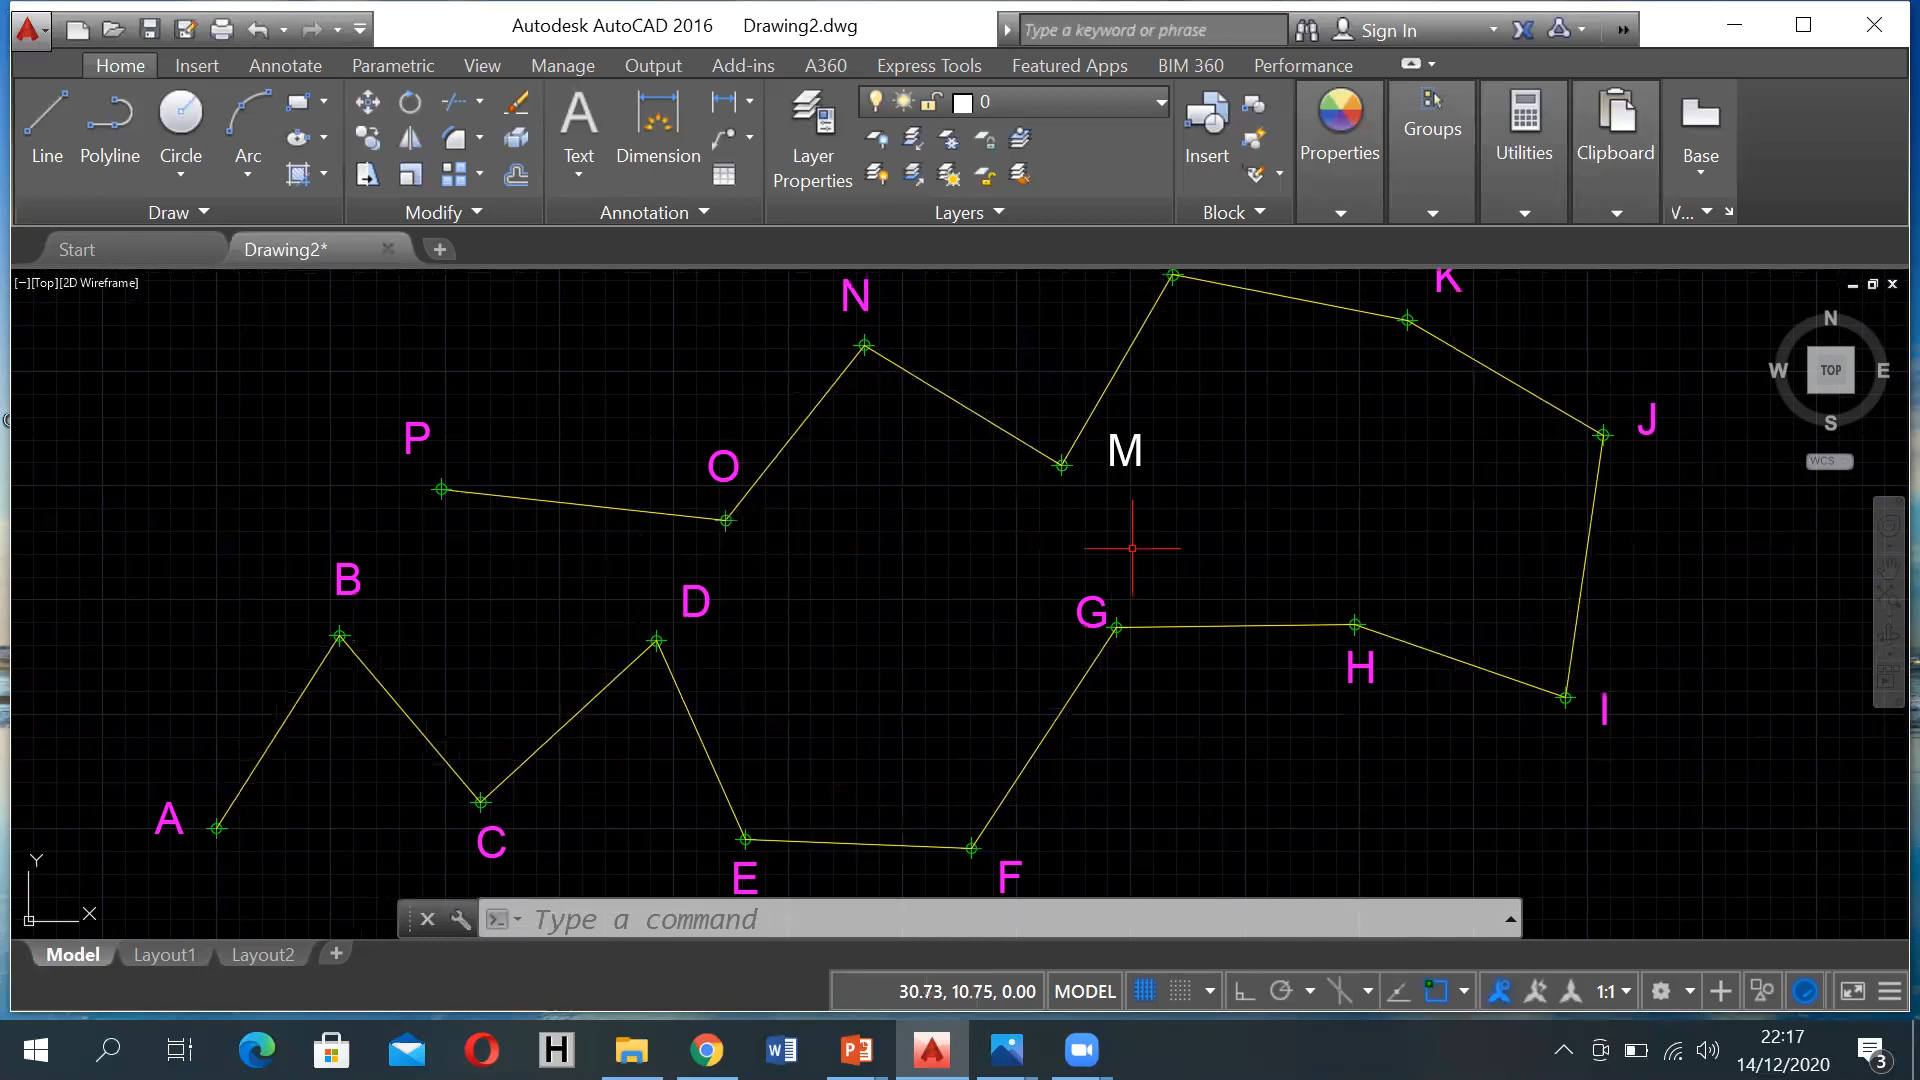 Autodesk AutoCAD 2016 Drawing2.dwg
Type a keyword or phrase
Sign In
Home Insert Annotate Parametric View Manage Output Add-ins A360 Express Tools Featured Apps BIM 360 Performance
0
Line Polyline Circle Arc
Text Dimension
Layer Properties
Insert
Properties
Groups
Utilities
Clipboard
Base
Draw Modify Annotation Layers Block V...
Start Drawing2*
[−][Top][2D Wireframe]
N
K
N
W TOP E
S
WCS
J
P
O
M
B
D
G
H
I
A
C
E
F
Y
X
Type a command
Model Layout1 Layout2
30.73, 10.75, 0.00 MODEL 1:1
H
22:17
14/12/2020
3